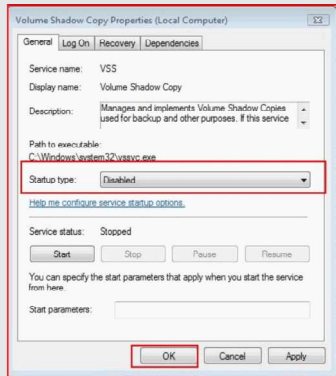 Volume Shadow Copy Properties (Local Computer)
General Log On Recovery Dependencies
Service name: VSS
Display name: Volume Shadow Copy
Description: Manages and implements Volume Shadow Copies
used for backup and other purposes. If this service
Path to executable:
C:\Windows\system32\vssvc.exe
Startup type: Disabled
Help me configure service startup options.
Service status: Stopped
Start Stop Pause Resume
You can specify the start parameters that apply when you start the service
from here.
Start parameters:
OK Cancel Apply